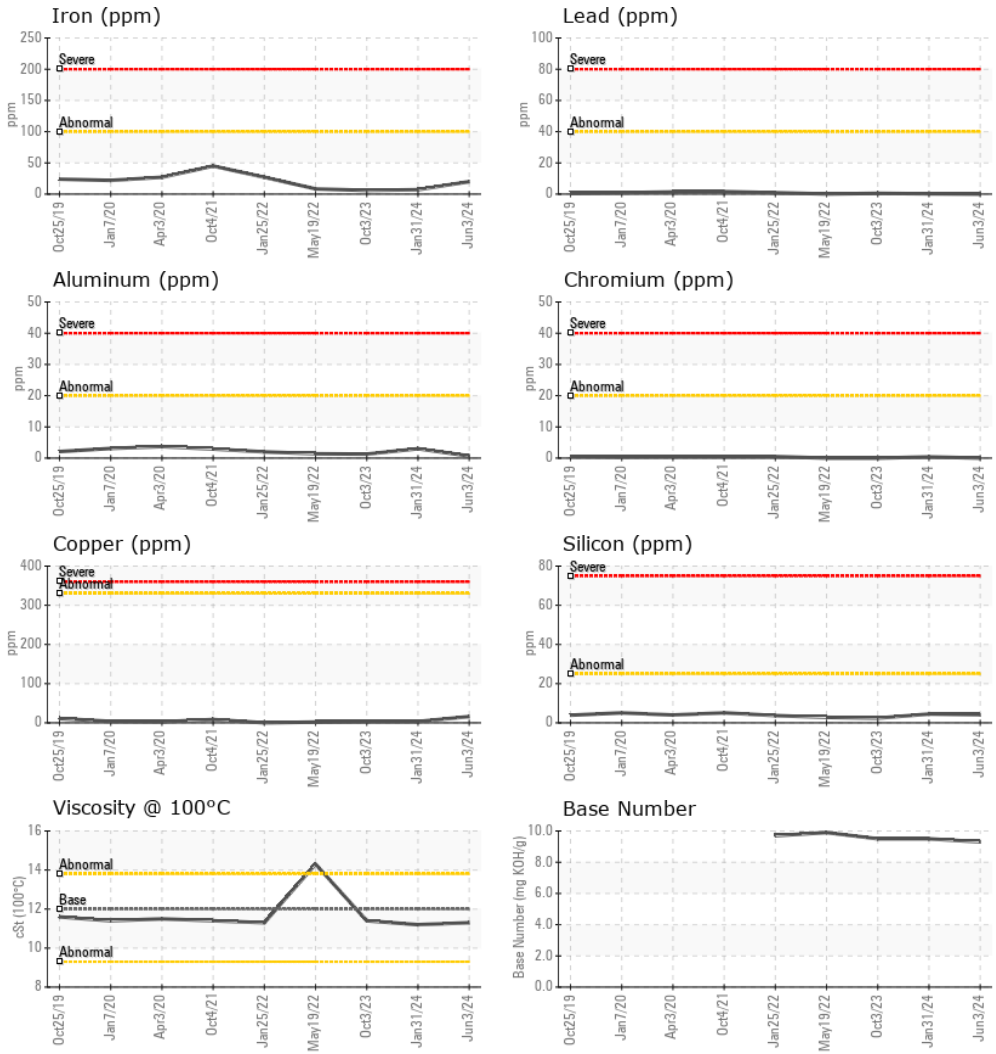 Iron (ppm)
250
200
150
100
50
0
ppm
Severe
Abnormal
Oct25/19
Jan7/20
Apr3/20
Oct4/21
Jan25/22
May19/22
Oct3/23
Jan31/24
Jun3/24
Lead (ppm)
100
80
60
40
20
0
ppm
Severe
Abnormal
Oct25/19
Jan7/20
Apr3/20
Oct4/21
Jan25/22
May19/22
Oct3/23
Jan31/24
Jun3/24
Aluminum (ppm)
50
40
30
20
10
0
ppm
Severe
Abnormal
Oct25/19
Jan7/20
Apr3/20
Oct4/21
Jan25/22
May19/22
Oct3/23
Jan31/24
Jun3/24
Chromium (ppm)
50
40
30
20
10
0
ppm
Severe
Abnormal
Oct25/19
Jan7/20
Apr3/20
Oct4/21
Jan25/22
May19/22
Oct3/23
Jan31/24
Jun3/24
Copper (ppm)
400
300
200
100
0
ppm
Severe
Abnormal
Oct25/19
Jan7/20
Apr3/20
Oct4/21
Jan25/22
May19/22
Oct3/23
Jan31/24
Jun3/24
Silicon (ppm)
80
60
40
20
0
ppm
Severe
Abnormal
Oct25/19
Jan7/20
Apr3/20
Oct4/21
Jan25/22
May19/22
Oct3/23
Jan31/24
Jun3/24
Viscosity @ 100°C
16
14
12
10
8
cSt (100°C)
Abnormal
Base
Abnormal
Oct25/19
Jan7/20
Apr3/20
Oct4/21
Jan25/22
May19/22
Oct3/23
Jan31/24
Jun3/24
Base Number
10.0
8.0
6.0
4.0
2.0
0.0
Base Number (mg KOH/g)
Oct25/19
Jan7/20
Apr3/20
Oct4/21
Jan25/22
May19/22
Oct3/23
Jan31/24
Jun3/24